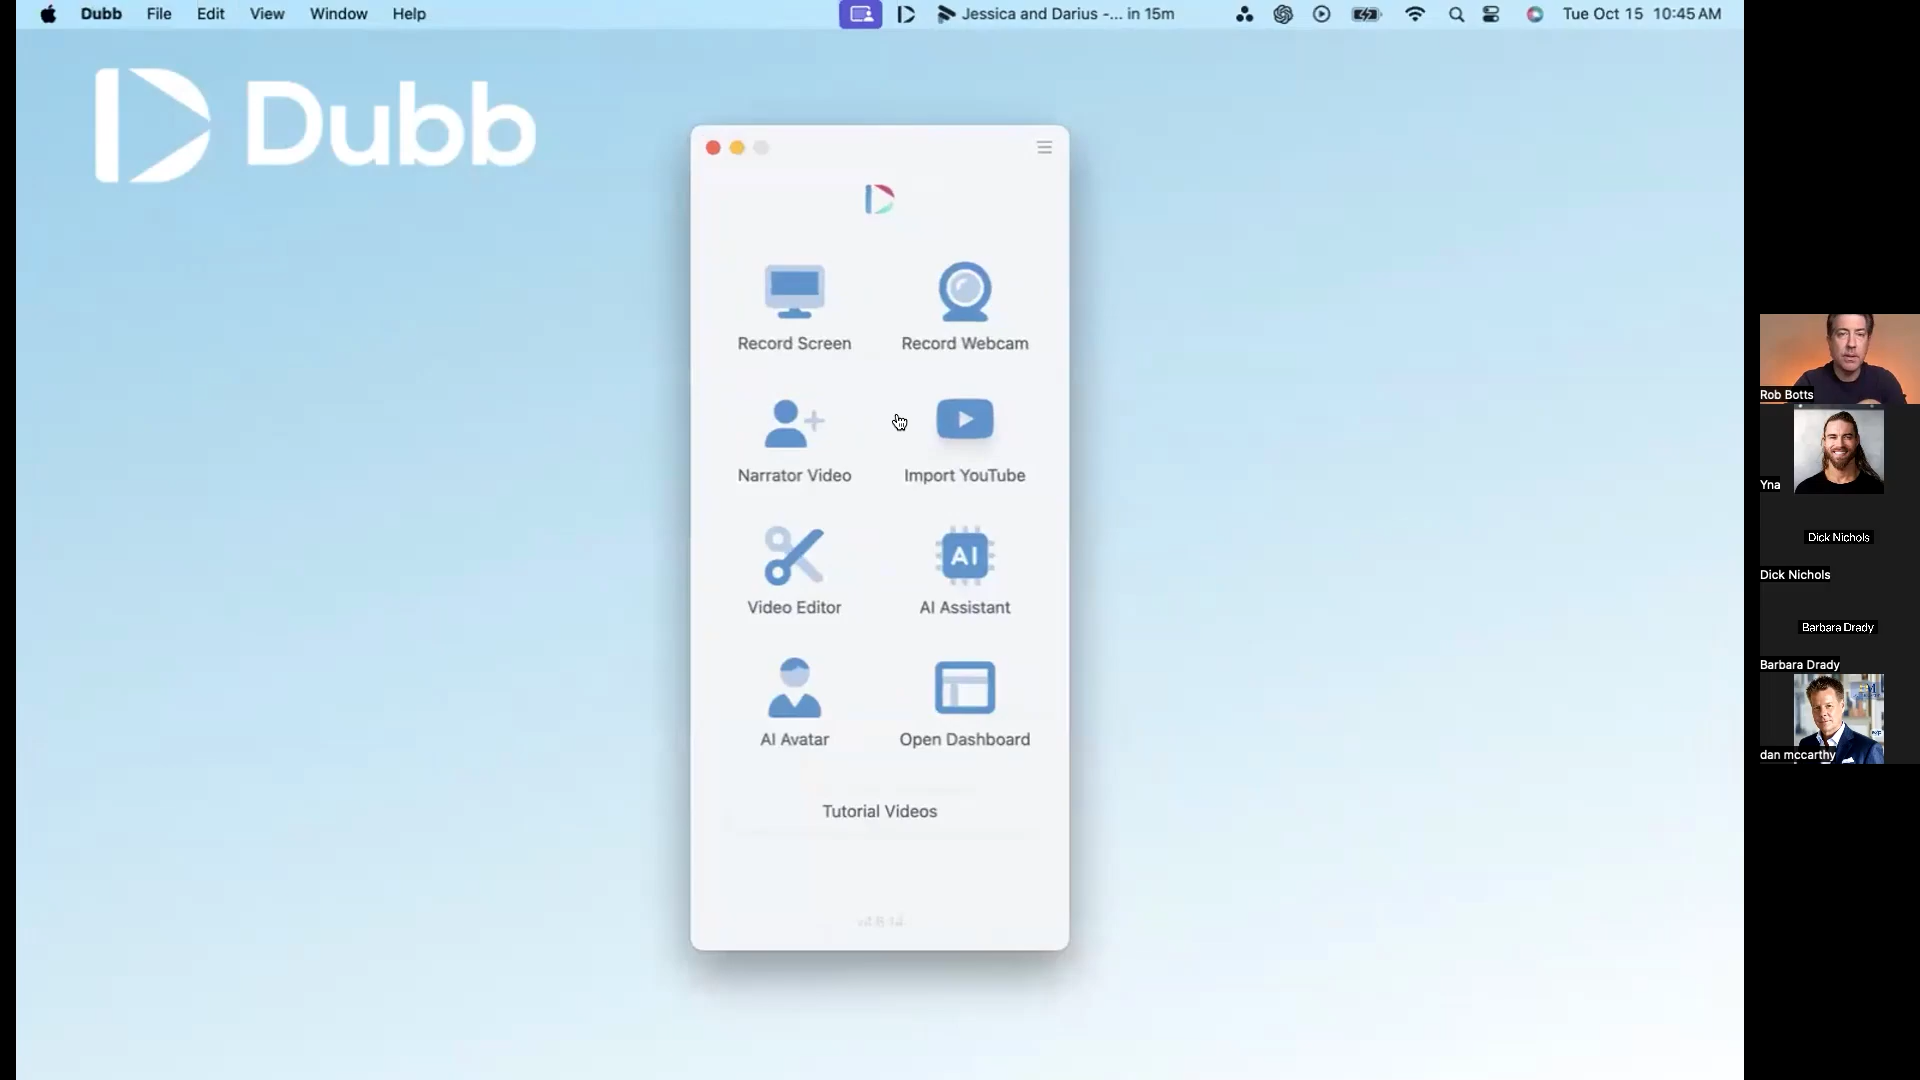 Dubb File Edit View Window Help
Jessica and Darius -... in 15m
Tue Oct 15 10:45 AM
Dubb
Record Screen
Record Webcam
Narrator Video
Import YouTube
Video Editor
AI
AI Assistant
AI Avatar
Open Dashboard
Tutorial Videos
Rob Botts
Yna
Dick Nichols
Dick Nichols
Barbara Drady
Barbara Drady
dan mccarthy